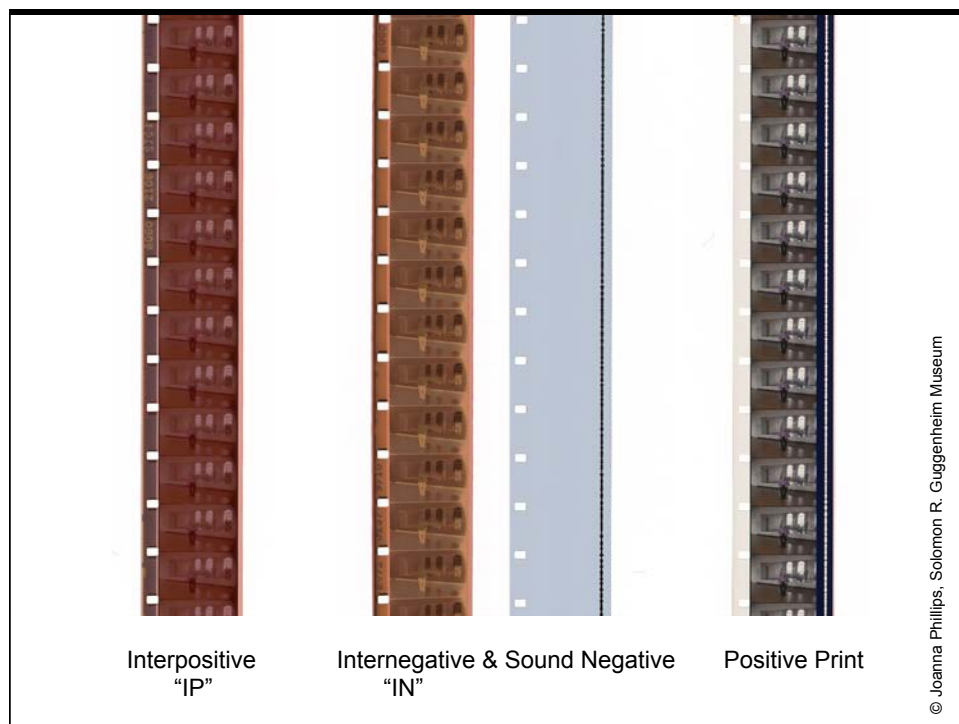 Interpositive
“IP”
Internegative & Sound Negative
“IN”
Positive Print
© Joanna Phillips, Solomon R. Guggenheim Museum